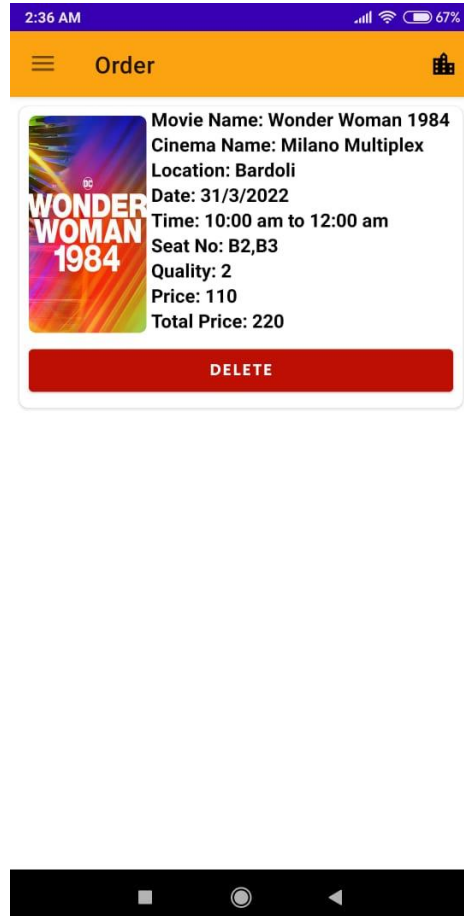 2:36 AM 67%
Order
Movie Name: Wonder Woman 1984
Cinema Name: Milano Multiplex
Location: Bardoli
Date: 31/3/2022
Time: 10:00 am to 12:00 am
Seat No: B2,B3
Quality: 2
Price: 110
Total Price: 220
DC
WONDER
WOMAN
1984
DELETE